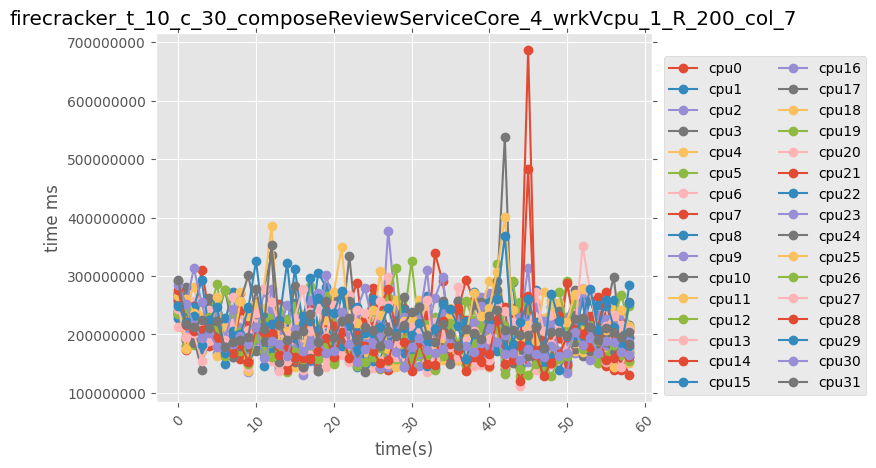 firecracker_t_10_c_30_composeReviewServiceCore_4_wrkVcpu_1_R_200_col_7
700000000
600000000
500000000
400000000
300000000
200000000
100000000
time ms
0
10
20
30
40
50
60
time(s)
cpu0
cpu1
cpu2
cpu3
cpu4
cpu5
cpu6
cpu7
cpu8
cpu9
cpu10
cpu11
cpu12
cpu13
cpu14
cpu15
cpu16
cpu17
cpu18
cpu19
cpu20
cpu21
cpu22
cpu23
cpu24
cpu25
cpu26
cpu27
cpu28
cpu29
cpu30
cpu31